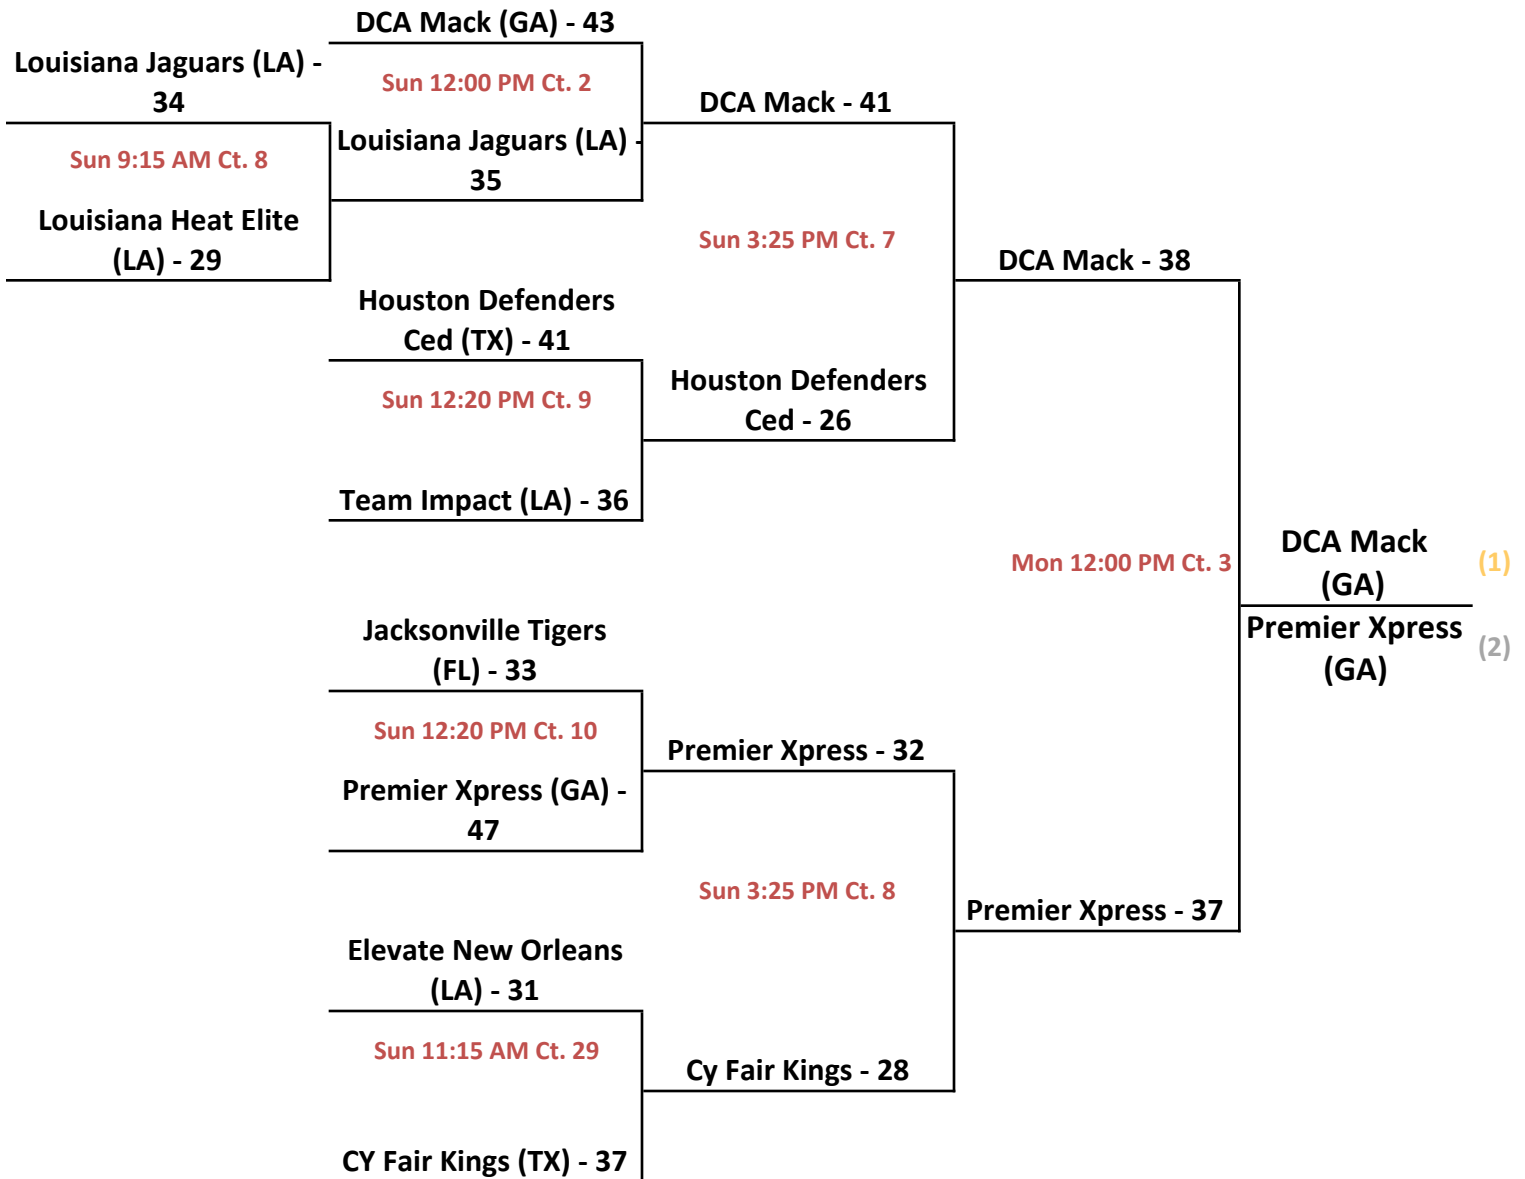 DCA Mack (GA) - 43
Louisiana Jaguars (LA) -
34
Sun 12:00 PM Ct. 2
DCA Mack - 41
Sun 9:15 AM Ct. 8
Louisiana Jaguars (LA) -
35
Louisiana Heat Elite
(LA) - 29
Sun 3:25 PM Ct. 7
DCA Mack - 38
Houston Defenders
Ced (TX) - 41
Sun 12:20 PM Ct. 9
Houston Defenders
Ced - 26
Team Impact (LA) - 36
Mon 12:00 PM Ct. 3
DCA Mack
(GA)
(1)
Premier Xpress
(GA)
(2)
Jacksonville Tigers
(FL) - 33
Sun 12:20 PM Ct. 10
Premier Xpress - 32
Premier Xpress (GA) -
47
Sun 3:25 PM Ct. 8
Premier Xpress - 37
Elevate New Orleans
(LA) - 31
Sun 11:15 AM Ct. 29
Cy Fair Kings - 28
CY Fair Kings (TX) - 37